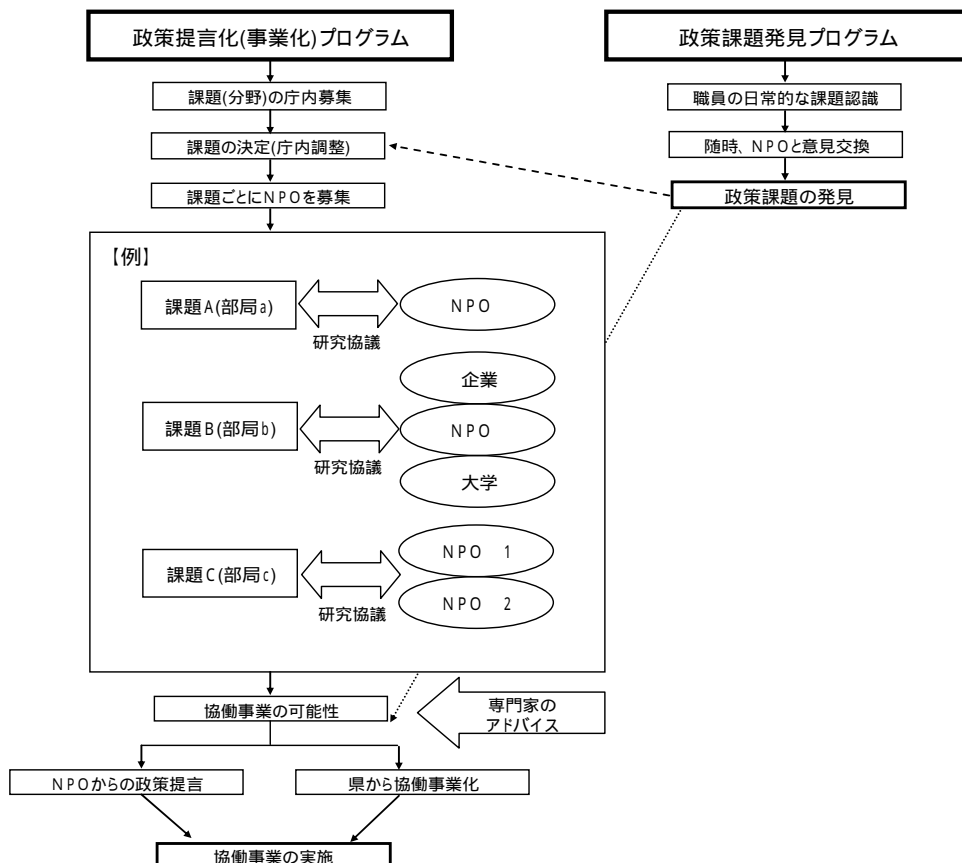 政策提言化(事業化)プログラム
政策課題発見プログラム
課題(分野)の庁内募集
職員の日常的な課題認識
課題の決定(庁内調整)
随時、NPOと意見交換
課題ごとにNPOを募集
政策課題の発見
【例】
課題A(部局a)
NPO
研究協議
企業
課題B(部局b)
NPO
研究協議
大学
NPO 1
課題C(部局c)
研究協議
NPO 2
協働事業の可能性
専門家の
アドバイス
NPOからの政策提言
県から協働事業化
協働事業の実施